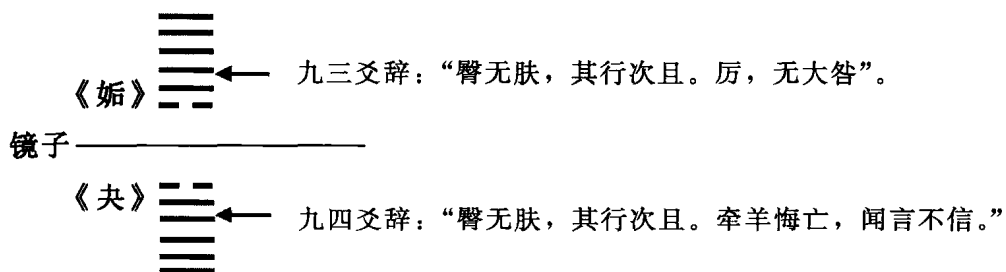 九三爻辞：“臀无肤，其行次且。厉，无大咎”。
《姤》
镜子
《夬》
九四爻辞：“臀无肤，其行次且。牵羊悔亡，闻言不信。”